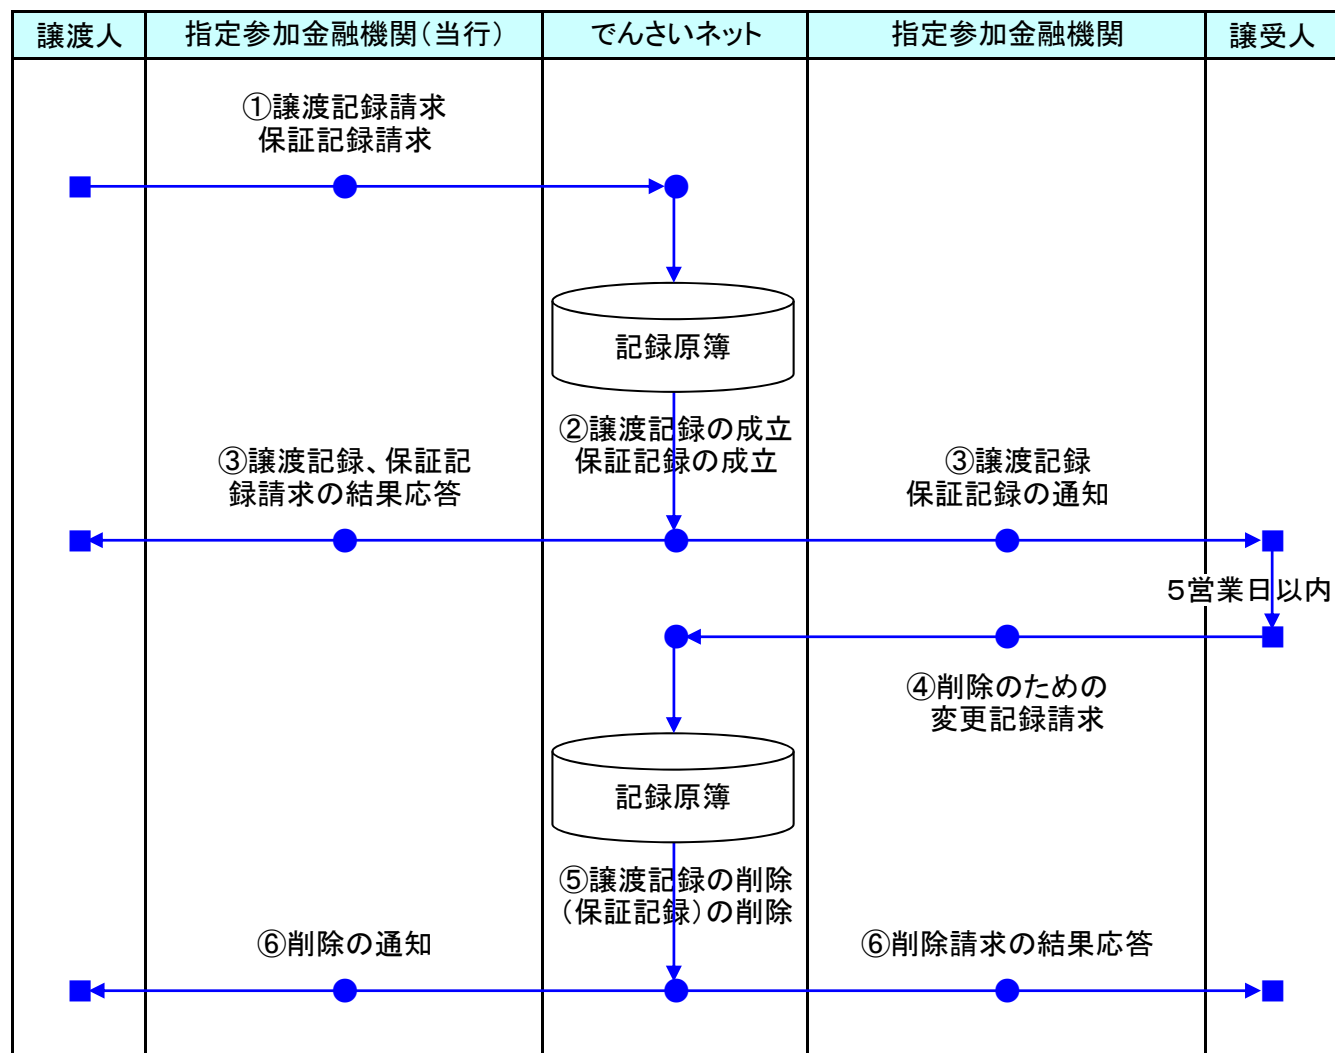 譲渡人
指定参加金融機関（当行）
でんさいネット
指定参加金融機関
譲受人
①譲渡記録請求
保証記録請求
記録原簿
②譲渡記録の成立
保証記録の成立
③譲渡記録、保証記
録請求の結果応答
③譲渡記録
保証記録の通知
５営業日以内
④削除のための
変更記録請求
記録原簿
⑤譲渡記録の削除
（保証記録）の削除
⑥削除の通知
⑥削除請求の結果応答